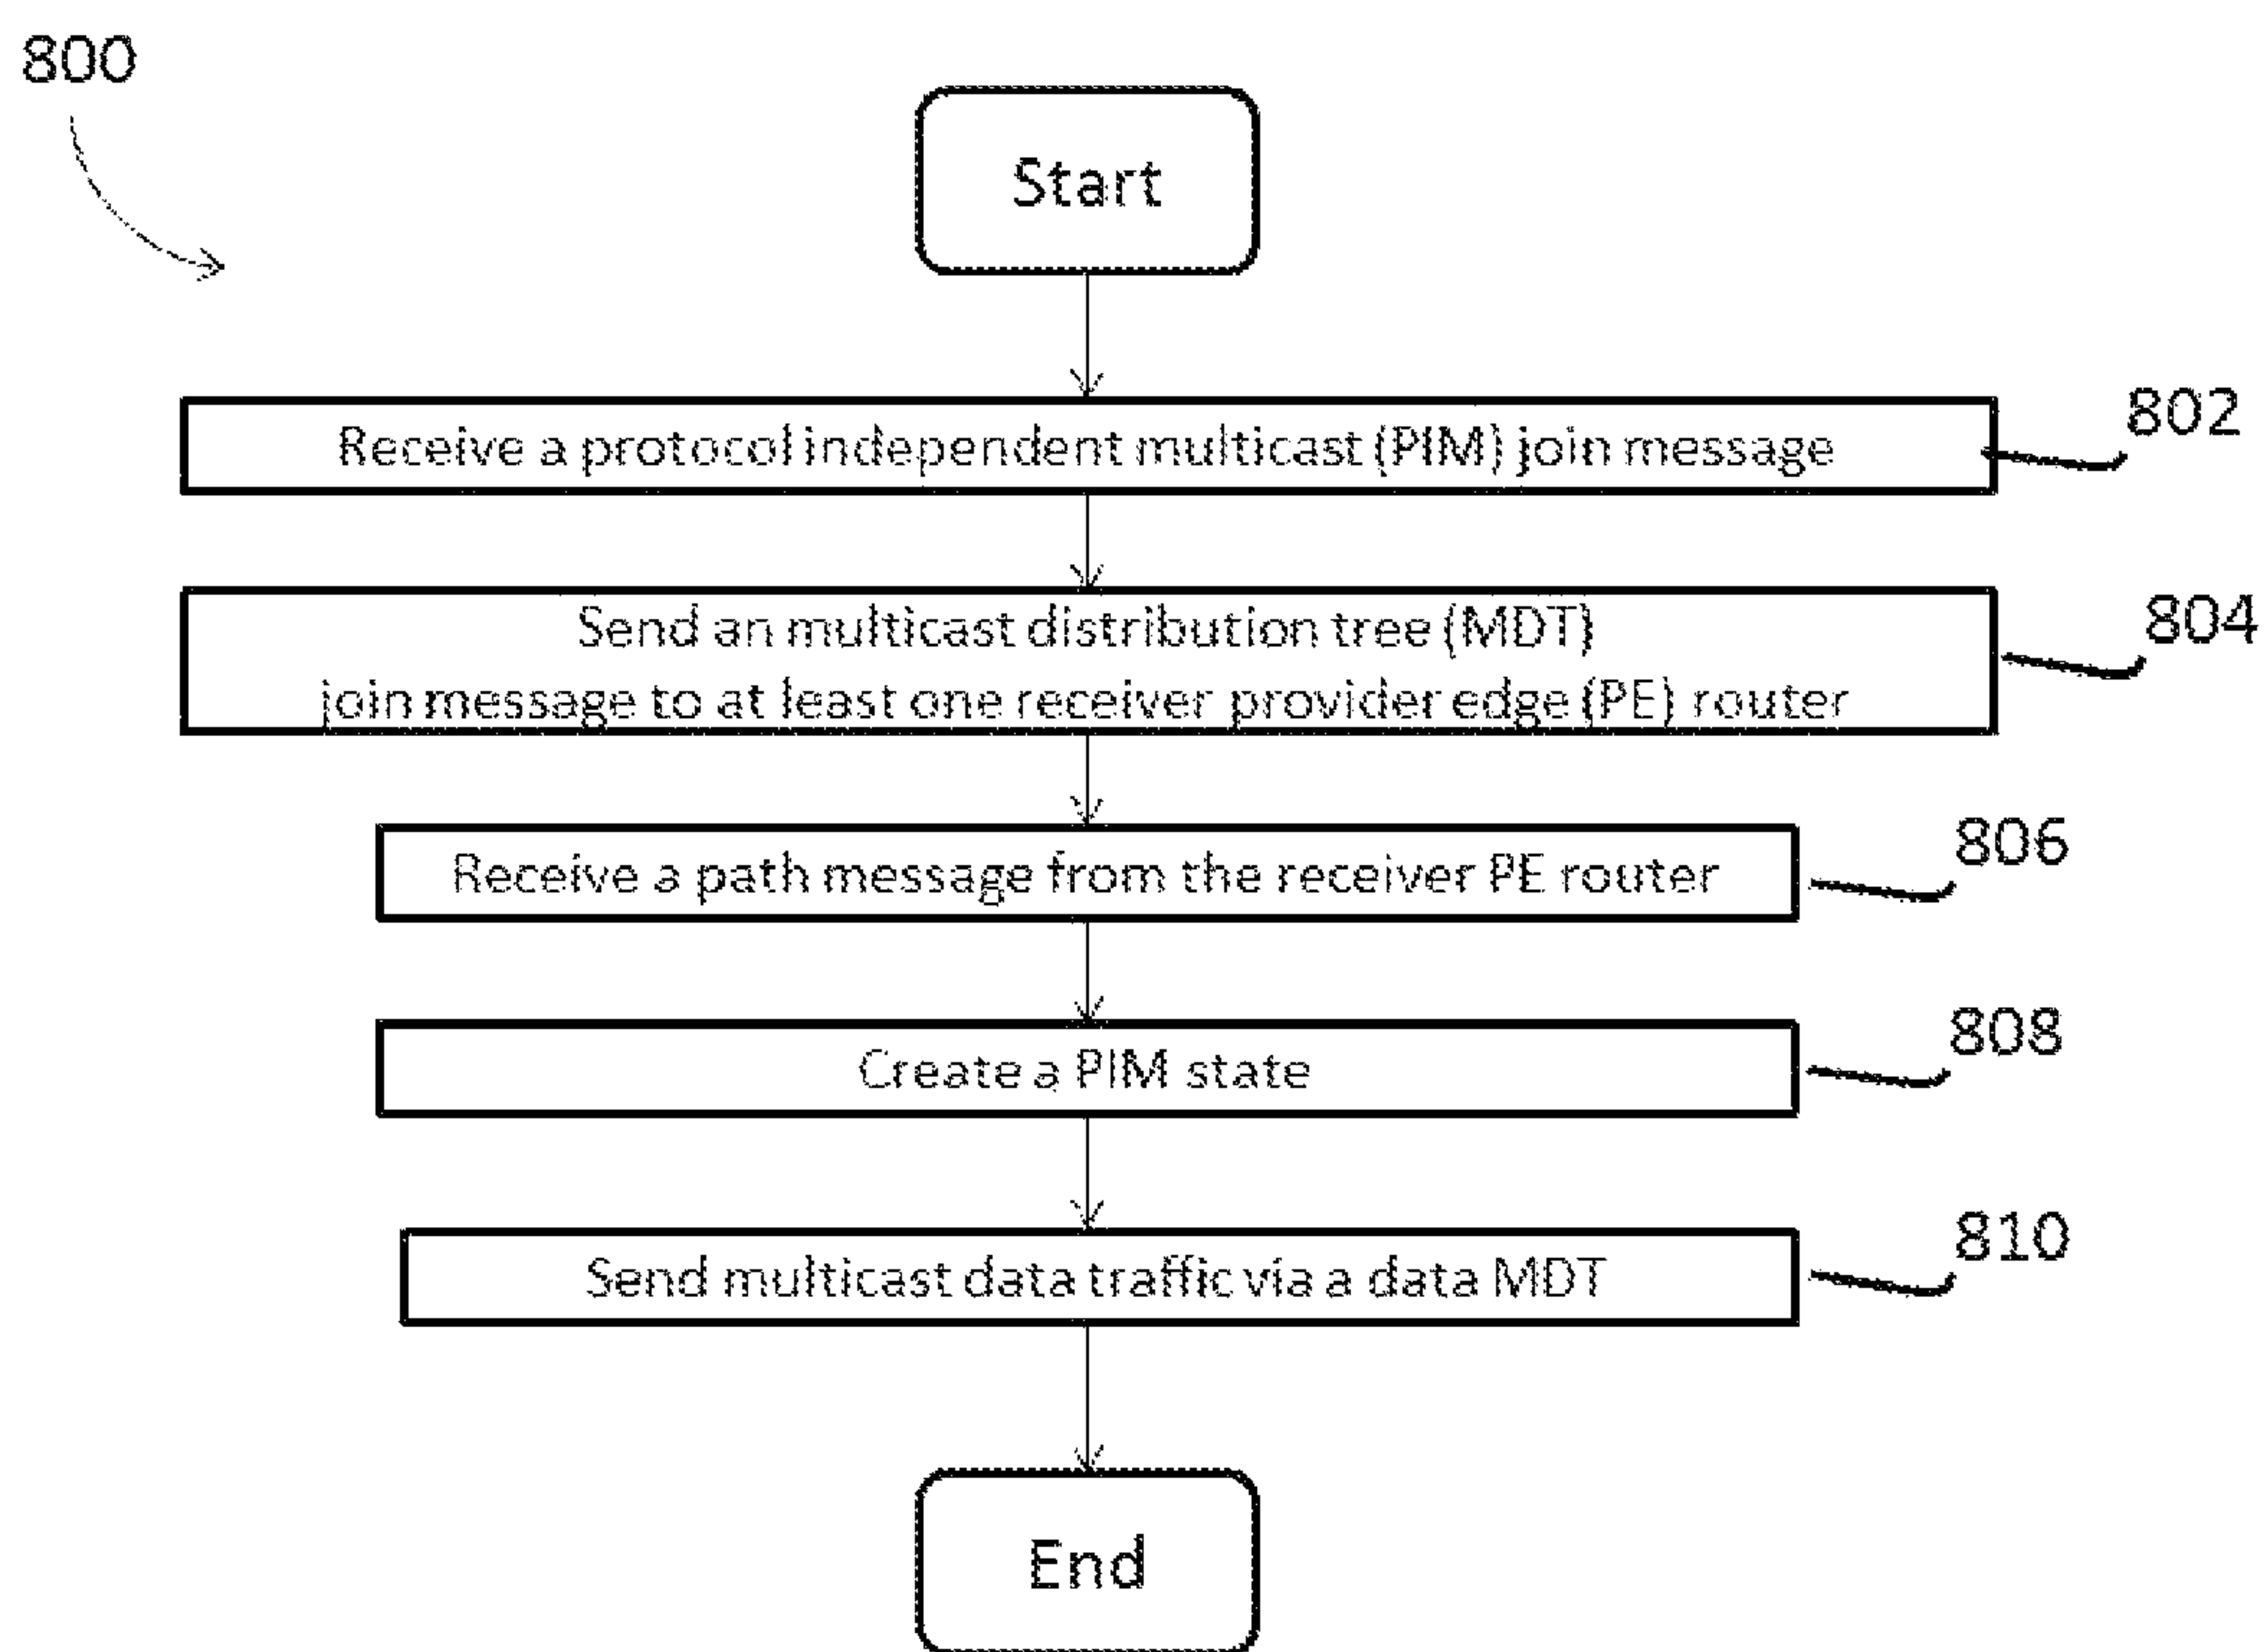 800
Start
Receive a protocol independent multicast (PIM) join message
802
Send an multicast distribution tree (MDT)
join message to at least one receiver provider edge (PE) router
804
Receive a path message from the receiver PE router
806
Create a PIM state
808
Send multicast data traffic via a data MDT
810
End